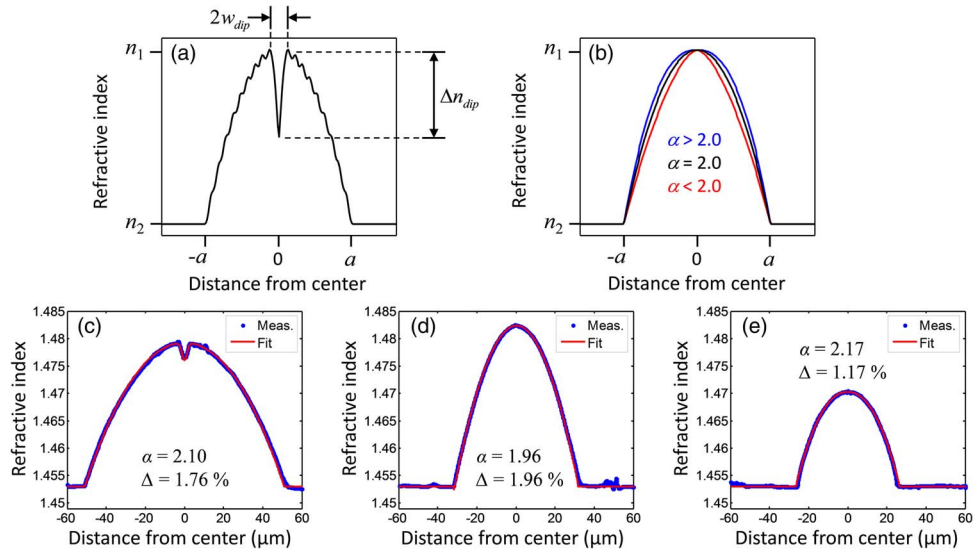 2w_dip
(a)
n₁
Δn_dip
Refractive index
n₂
-a 0 a
Distance from center
(b)
n₁
α > 2.0
α = 2.0
α < 2.0
Refractive index
n₂
-a 0 a
Distance from center
(c)
1.485
1.48
1.475
1.47
1.465
1.46
1.455
1.45
Meas.
Fit
α = 2.10
Δ = 1.76 %
Refractive index
-60 -40 -20 0 20 40 60
Distance from center (μm)
(d)
1.485
1.48
1.475
1.47
1.465
1.46
1.455
1.45
Meas.
Fit
α = 1.96
Δ = 1.96 %
Refractive index
-60 -40 -20 0 20 40 60
Distance from center (μm)
(e)
1.485
1.48
1.475
1.47
1.465
1.46
1.455
1.45
Meas.
Fit
α = 2.17
Δ = 1.17 %
Refractive index
-60 -40 -20 0 20 40 60
Distance from center (μm)